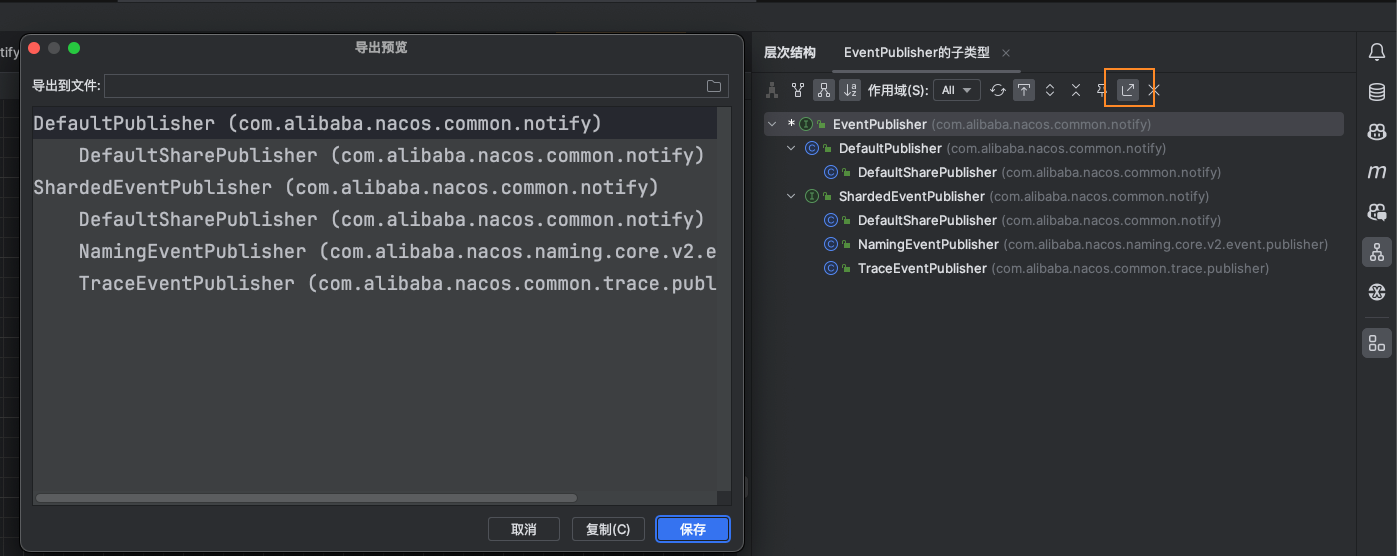 tify
导出预览
导出到文件:
DefaultPublisher (com.alibaba.nacos.common.notify)
DefaultSharePublisher (com.alibaba.nacos.common.notify)
ShardedEventPublisher (com.alibaba.nacos.common.notify)
DefaultSharePublisher (com.alibaba.nacos.common.notify)
NamingEventPublisher (com.alibaba.nacos.naming.core.v2.e
TraceEventPublisher (com.alibaba.nacos.common.trace.publ
取消 复制(C) 保存
层次结构 EventPublisher的子类型
作用域(S): All
* EventPublisher (com.alibaba.nacos.common.notify)
DefaultPublisher (com.alibaba.nacos.common.notify)
DefaultSharePublisher (com.alibaba.nacos.common.notify)
ShardedEventPublisher (com.alibaba.nacos.common.notify)
DefaultSharePublisher (com.alibaba.nacos.common.notify)
NamingEventPublisher (com.alibaba.nacos.naming.core.v2.event.publisher)
TraceEventPublisher (com.alibaba.nacos.common.trace.publisher)